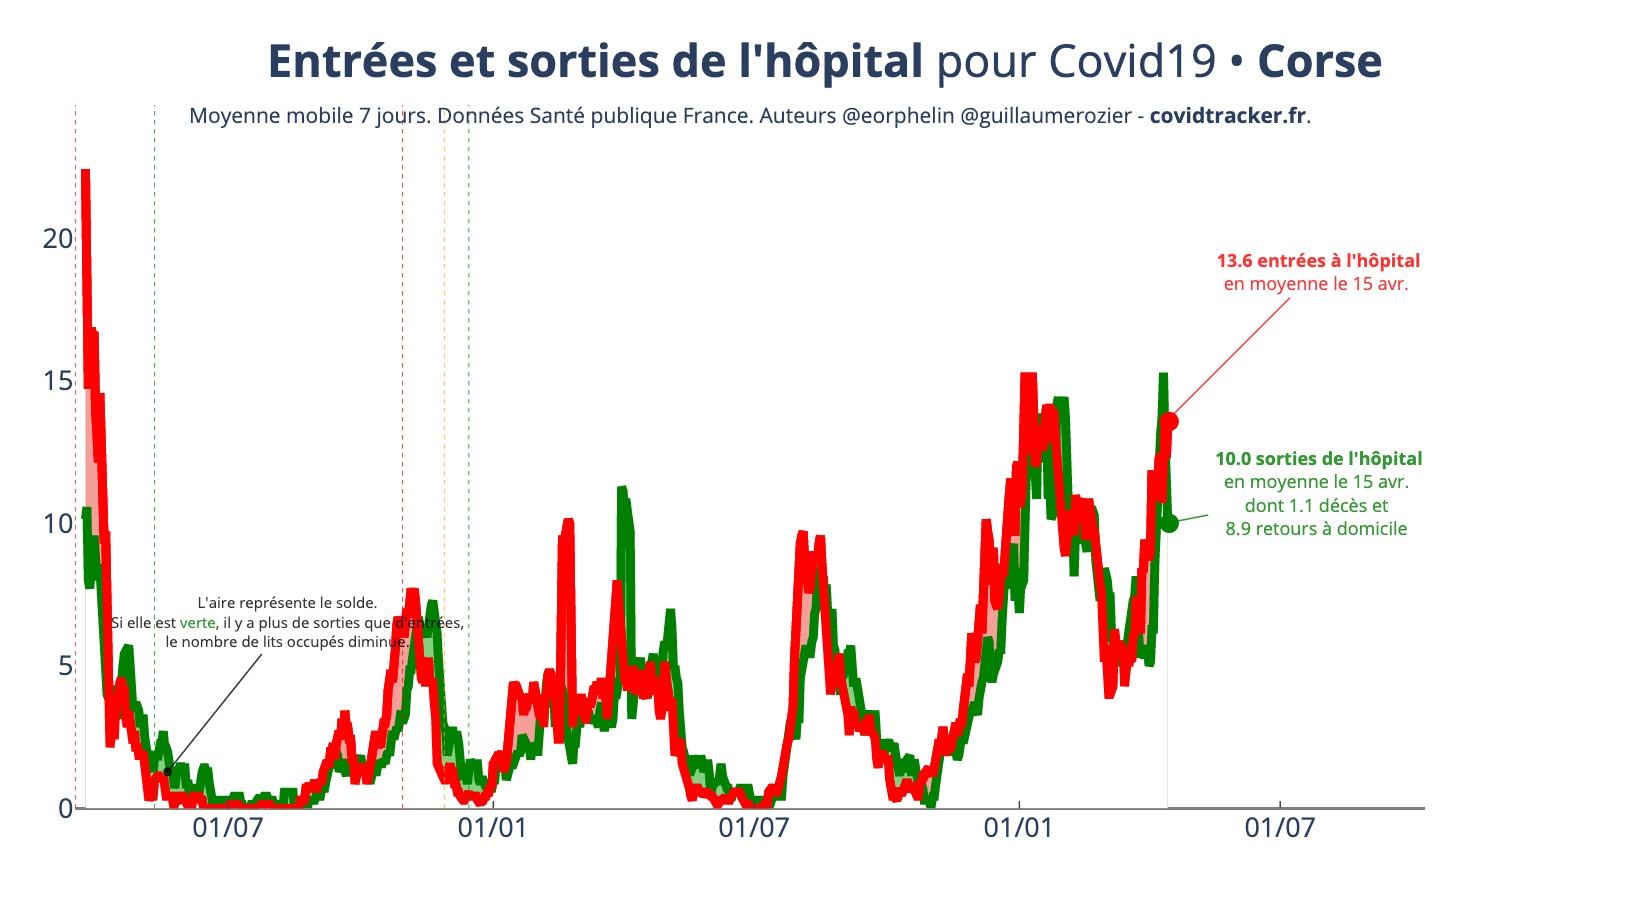 Entrées et sorties de l'hôpital pour Covid19 • Corse
Moyenne mobile 7 jours. Données Santé publique France. Auteurs @eorphelin @guillaumerozier - covidtracker.fr.
20
13.6 entrées à l'hôpital
en moyenne le 15 avr.
15
10.0 sorties de l'hôpital
en moyenne le 15 avr.
dont 1.1 décès et
8.9 retours à domicile
10
L'aire représente le solde.
Si elle est verte, il y a plus de sorties que d'entrées,
le nombre de lits occupés diminue.
5
0
01/07 01/01 01/07 01/01 01/07